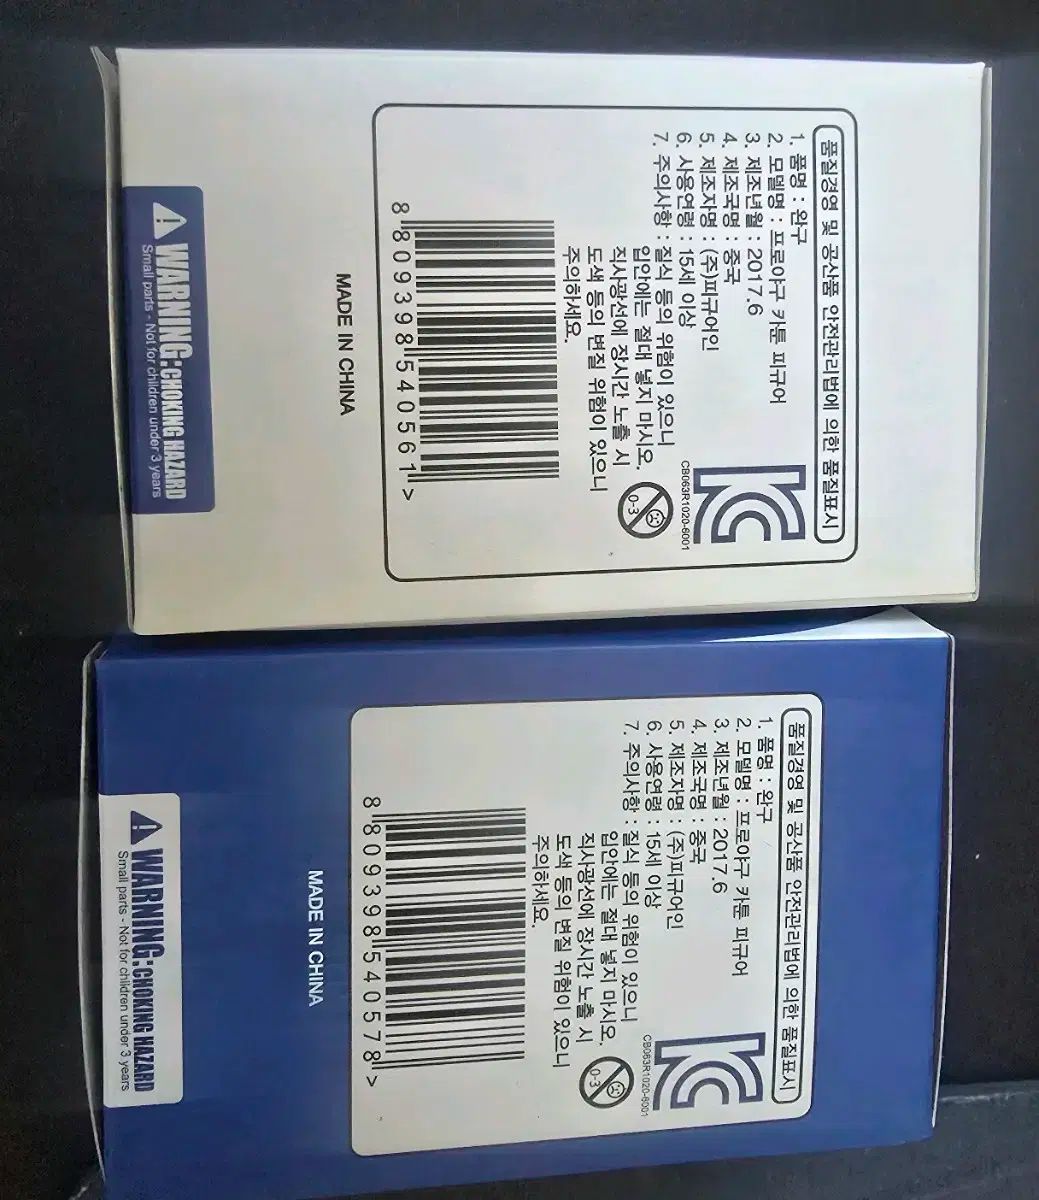 품질경영 및 공산품 안전관리법에 의한 품질표시
1. 품명 : 완구
2. 모델명 : 프로야구 카툰 피규어
3. 제조년월 : 2017.6
4. 제조국명 : 중국
5. 제조자명 : (주)피규어인
6. 사용연령 : 15세 이상
7. 주의사항 : 질식 등의 위험이 있으니
입안에는 절대 넣지 마시오.
직사광선에 장시간 노출 시
도색 등의 변질 위험이 있으니
주의하세요.
KC
CB063R1020-6001
0-3
8 809398 540561 >
MADE IN CHINA
WARNING:CHOKING HAZARD
Small parts - Not for children under 3 years
품질경영 및 공산품 안전관리법에 의한 품질표시
1. 품명 : 완구
2. 모델명 : 프로야구 카툰 피규어
3. 제조년월 : 2017.6
4. 제조국명 : 중국
5. 제조자명 : (주)피규어인
6. 사용연령 : 15세 이상
7. 주의사항 : 질식 등의 위험이 있으니
입안에는 절대 넣지 마시오.
직사광선에 장시간 노출 시
도색 등의 변질 위험이 있으니
주의하세요.
KC
CB063R1020-6001
0-3
8 809398 540578 >
MADE IN CHINA
WARNING:CHOKING HAZARD
Small parts - Not for children under 3 years